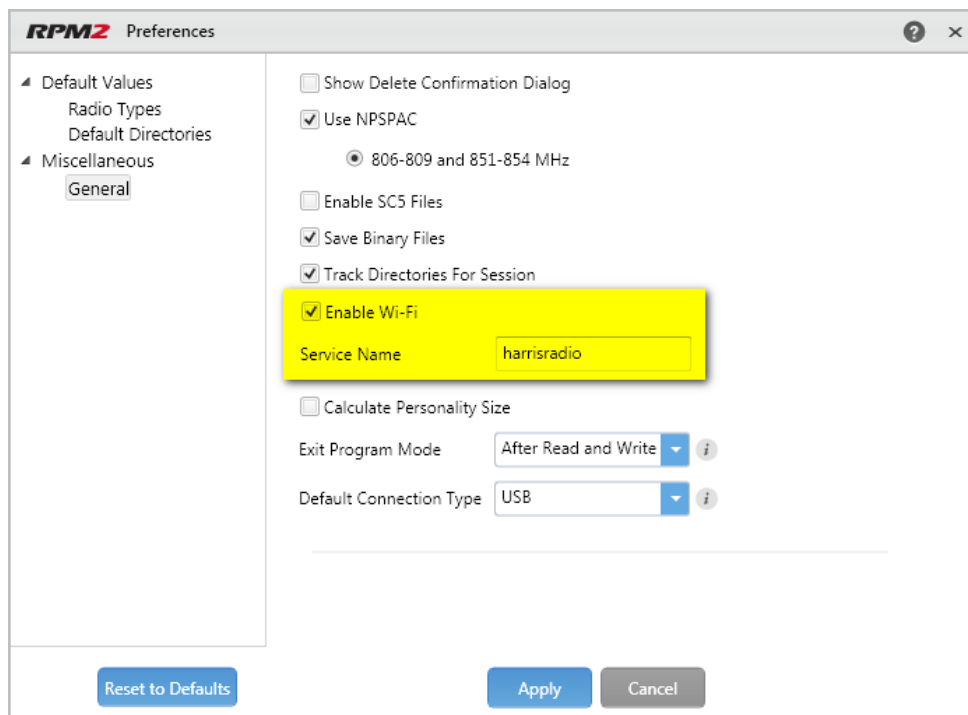 RPM2 Preferences
Default Values
Radio Types
Default Directories
Miscellaneous
General
Show Delete Confirmation Dialog
Use NPSPAC
806-809 and 851-854 MHz
Enable SC5 Files
Save Binary Files
Track Directories For Session
Enable Wi-Fi
Service Name harrisradio
Calculate Personality Size
Exit Program Mode After Read and Write i
Default Connection Type USB i
Reset to Defaults Apply Cancel